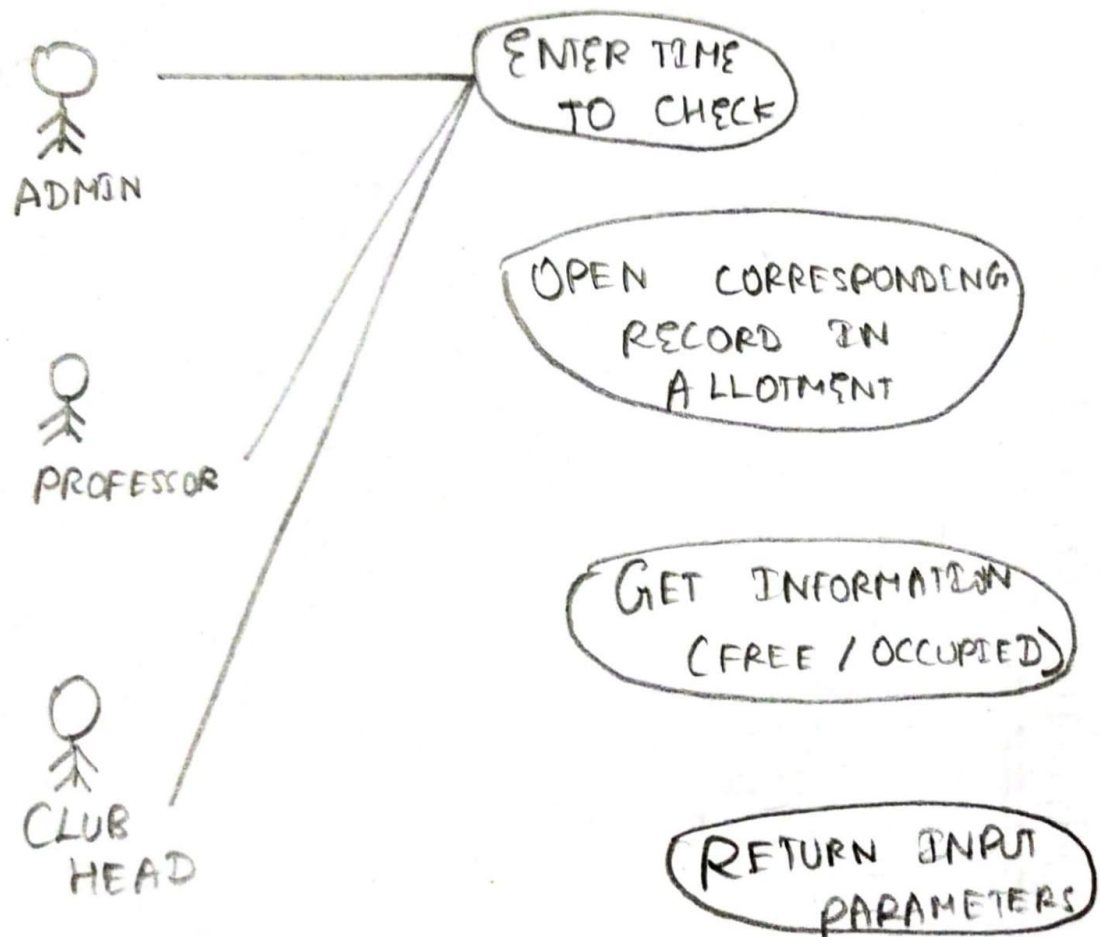 ENTER TIME
TO CHECK
ADMIN
OPEN CORRESPONDING
RECORD IN
ALLOTMENT
PROFESSOR
GET INFORMATION
(FREE / OCCUPIED)
CLUB
HEAD
RETURN INPUT
PARAMETERS